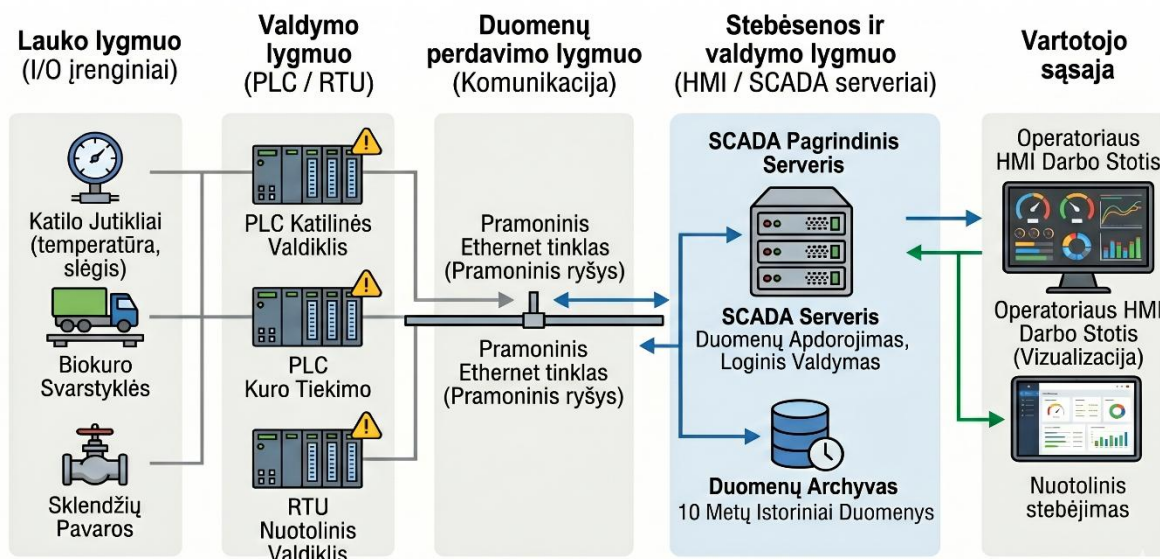 Lauko lygmuo
(I/O įrenginiai)
Valdymo
lygmuo
(PLC / RTU)
Duomenų
perdavimo lygmuo
(Komunikacija)
Stebėsenos ir
valdymo lygmuo
(HMI / SCADA serveriai)
Vartotojo
sąsaja
Katilo Jutikliai
(temperatūra,
slėgis)
Biokuro
Svarstyklės
Sklendžių
Pavaros
PLC Katilinės
Valdiklis
PLC
Kuro Tiekimo
RTU
Nuotolinis
Valdiklis
Pramoninis
Ethernet tinklas
(Pramoninis ryšys)
Pramoninis
Ethernet tinklas
(Pramoninis ryšys)
SCADA Pagrindinis
Serveris
SCADA Serveris
Duomenų Apdorojimas,
Loginis Valdymas
Duomenų Archyvas
10 Metų Istoriniai Duomenys
Operatoriaus
HMI Darbo Stotis
Operatoriaus HMI
Darbo Stotis
(Vizualizacija)
Nuotolinis
stebėjimas